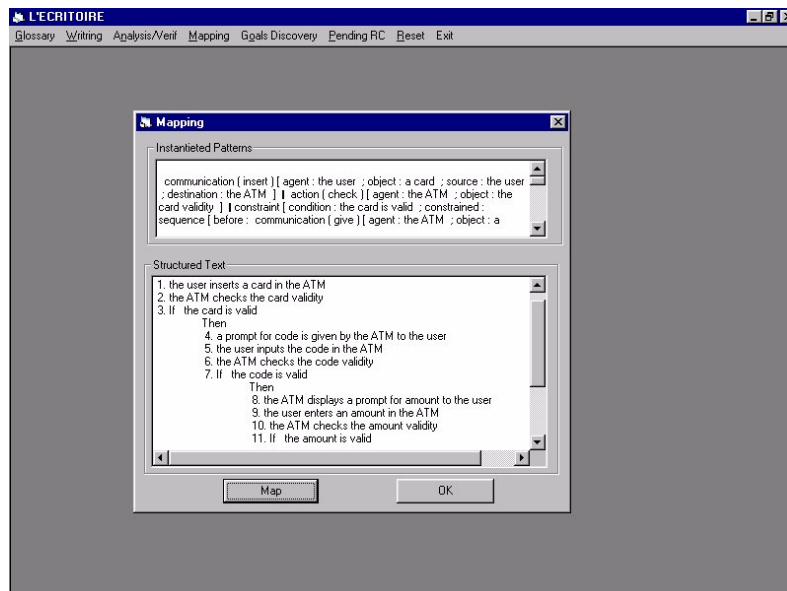 L'ECRITOIRE
Glossary Writring Analysis/Verif Mapping Goals Discovery Pending RC Reset Exit
Mapping
Instantieted Patterns
communication ( insert ) [ agent : the user ; object : a card ; source : the user
; destination : the ATM ] | action ( check ) [ agent : the ATM ; object : the
card validity ] | constraint [ condition : the card is valid ; constrained :
sequence [ before : communication ( give ) [ agent : the ATM ; object : a
Structured Text
1. the user inserts a card in the ATM
2. the ATM checks the card validity
3. If the card is valid
Then
4. a prompt for code is given by the ATM to the user
5. the user inputs the code in the ATM
6. the ATM checks the code validity
7. If the code is valid
Then
8. the ATM displays a prompt for amount to the user
9. the user enters an amount in the ATM
10. the ATM checks the amount validity
11. If the amount is valid
Map OK